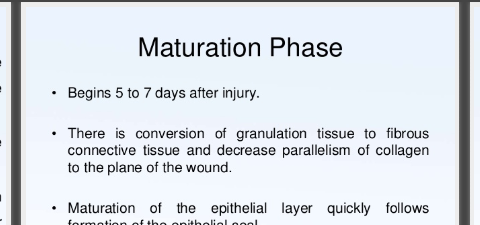 Maturation Phase
• Begins 5 to 7 days after injury.
• There is conversion of granulation tissue to fibrous
connective tissue and decrease parallelism of collagen
to the plane of the wound.
• Maturation of the epithelial layer quickly follows
formation of the epithelial seal.